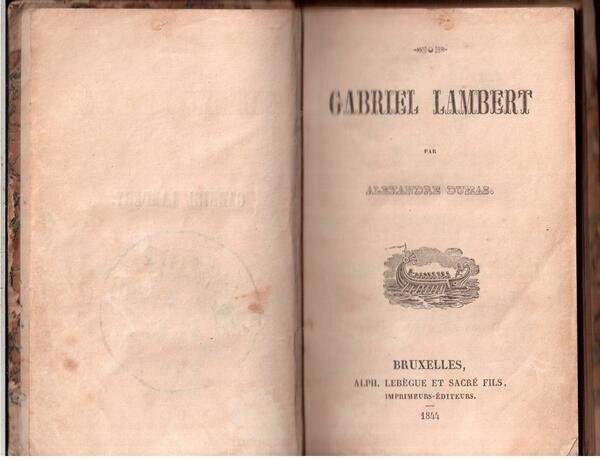 GABRIEL LAMBERT
PAR
ALEXANDRE DUMAS.
BRUXELLES,
ALPH. LEBÈGUE ET SACRÉ FILS,
IMPRIMEURS-ÉDITEURS.
1844